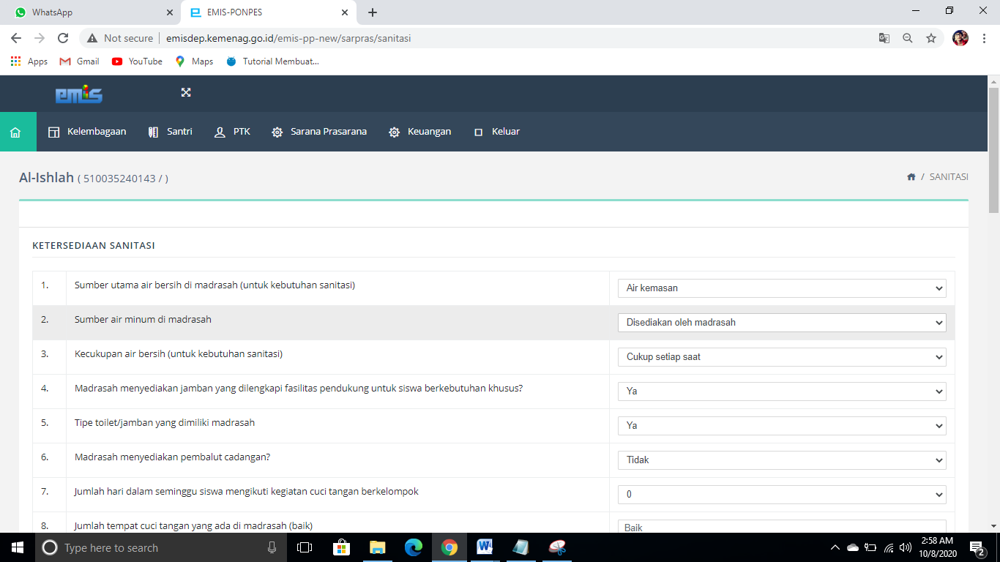 WhatsApp
EMIS-PONPES
Not secure
emisdep.kemenag.go.id/emis-pp-new/sarpras/sanitasi
Apps
Gmail
YouTube
Maps
Tutorial Membuat...
emis
Kelembagaan
Santri
PTK
Sarana Prasarana
Keuangan
Keluar
Al-Ishlah ( 510035240143 / )
/ SANITASI
KETERSEDIAAN SANITASI
1. Sumber utama air bersih di madrasah (untuk kebutuhan sanitasi) Air kemasan
2. Sumber air minum di madrasah Disediakan oleh madrasah
3. Kecukupan air bersih (untuk kebutuhan sanitasi) Cukup setiap saat
4. Madrasah menyediakan jamban yang dilengkapi fasilitas pendukung untuk siswa berkebutuhan khusus? Ya
5. Tipe toilet/jamban yang dimiliki madrasah Ya
6. Madrasah menyediakan pembalut cadangan? Tidak
7. Jumlah hari dalam seminggu siswa mengikuti kegiatan cuci tangan berkelompok 0
8. Jumlah tempat cuci tangan yang ada di madrasah (baik) Baik
Type here to search
2:58 AM
10/8/2020
2